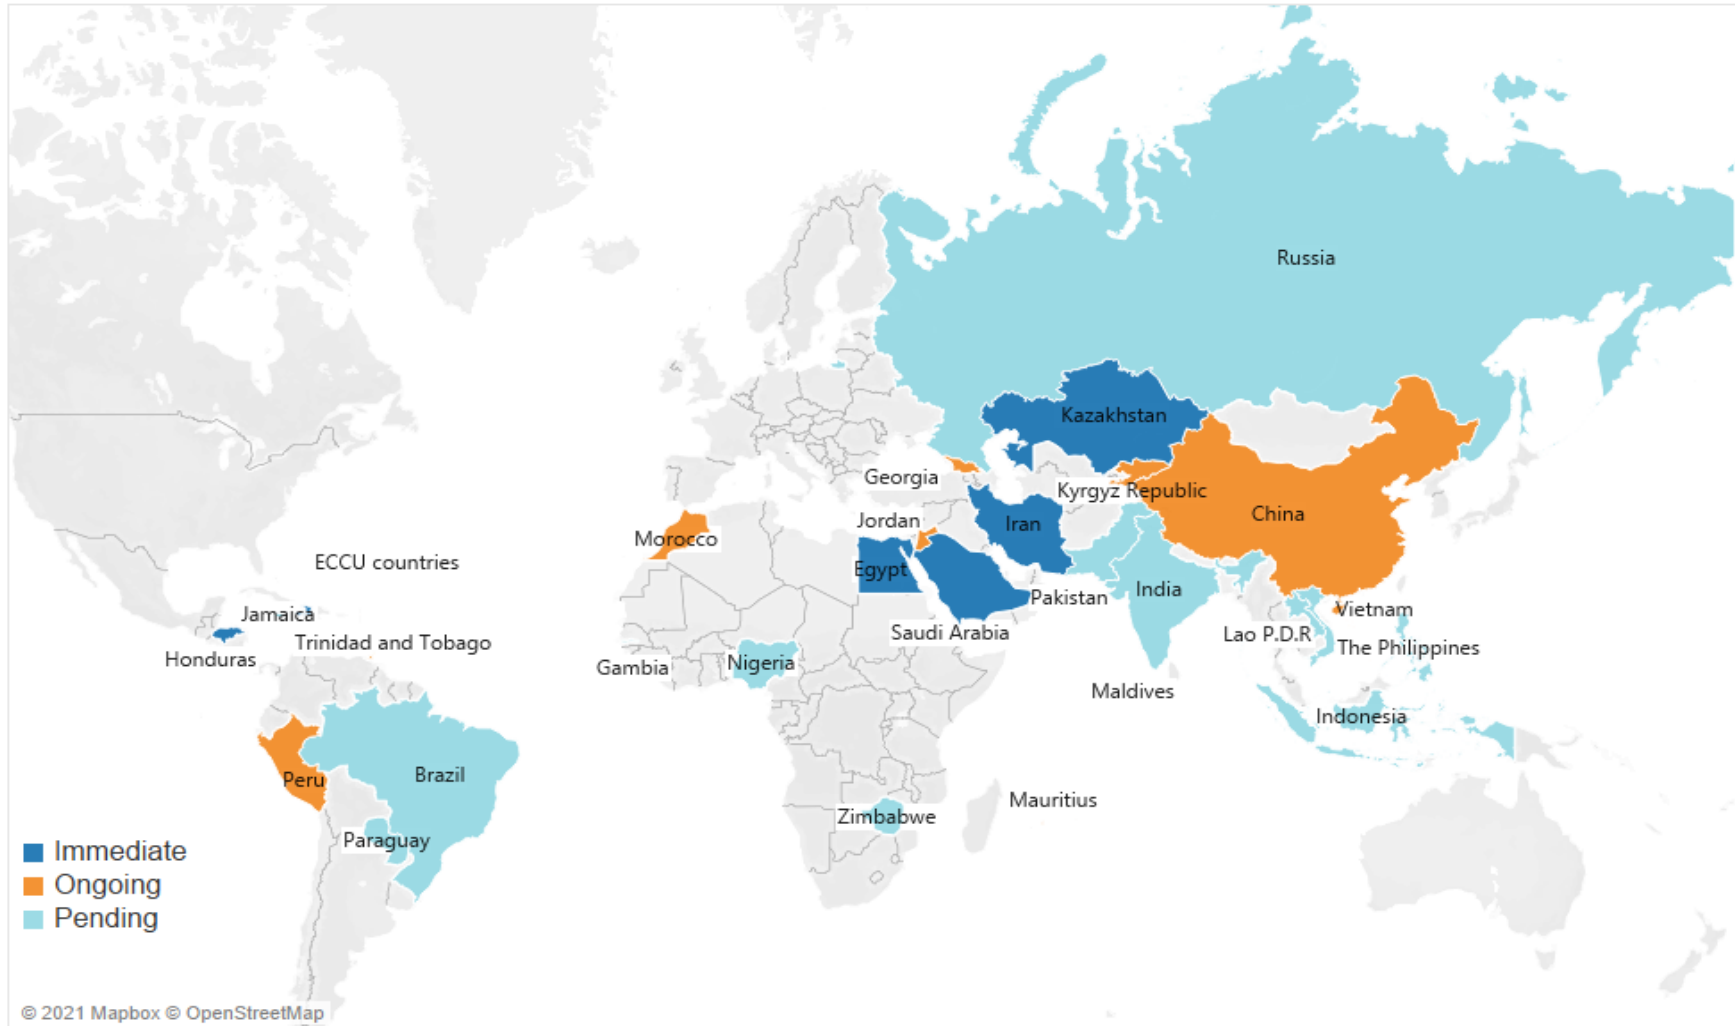 Russia
Kazakhstan
Georgia
Kyrgyz Republic
China
Iran
Jordan
Morocco
Egypt
ECCU countries
India
Pakistan
Jamaica
Vietnam
Saudi Arabia
Lao P.D.R
Trinidad and Tobago
The Philippines
Honduras
Nigeria
Gambia
Maldives
Indonesia
Brazil
Peru
Mauritius
Zimbabwe
Paraguay
Immediate
Ongoing
Pending
© 2021 Mapbox © OpenStreetMap